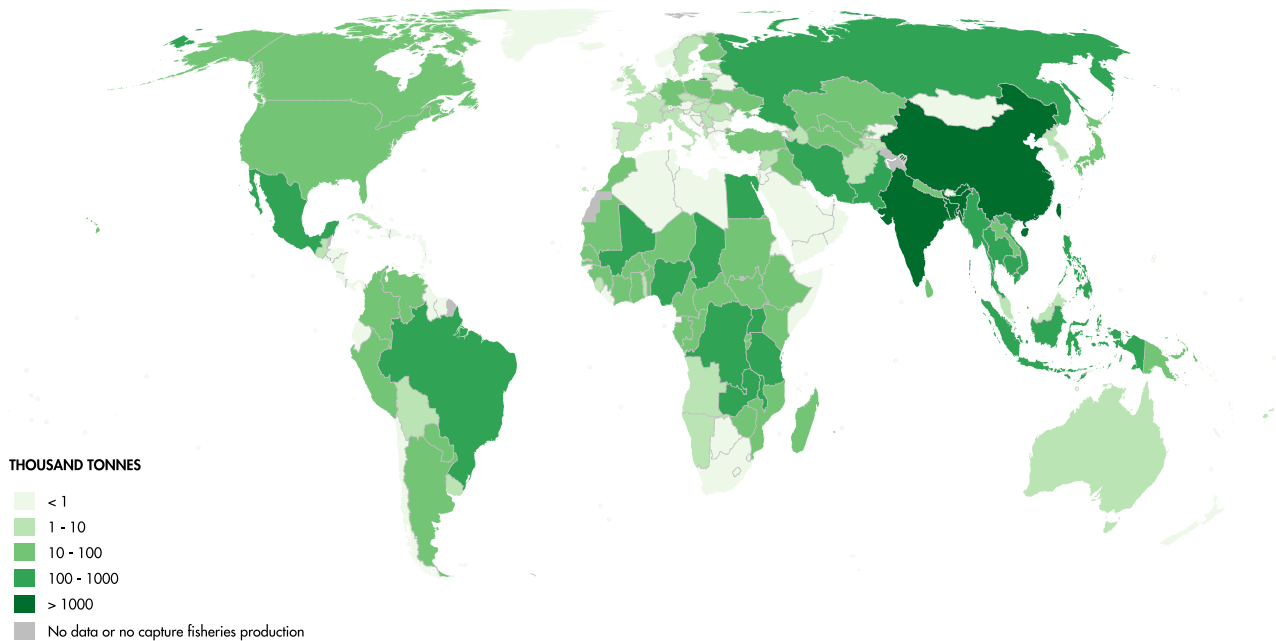 THOUSAND TONNES
< 1
1 - 10
10 - 100
100 - 1000
> 1000
No data or no capture fisheries production